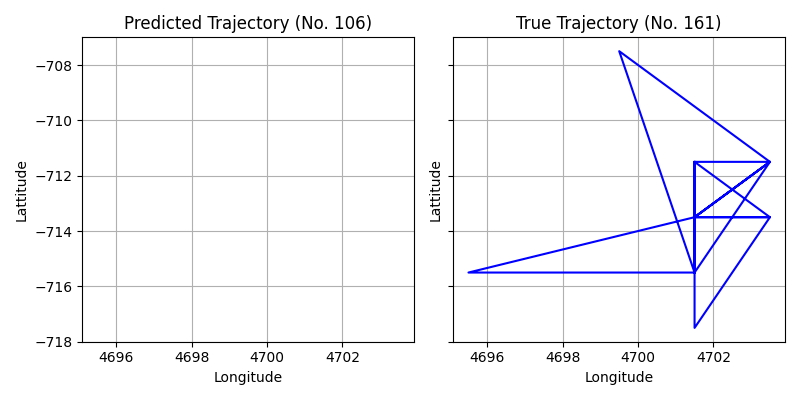 Predicted Trajectory (No. 106)
−708
−710
−712
−714
−716
−718
4696 4698 4700 4702
Longitude
Lattitude
True Trajectory (No. 161)
4696 4698 4700 4702
Longitude
Lattitude